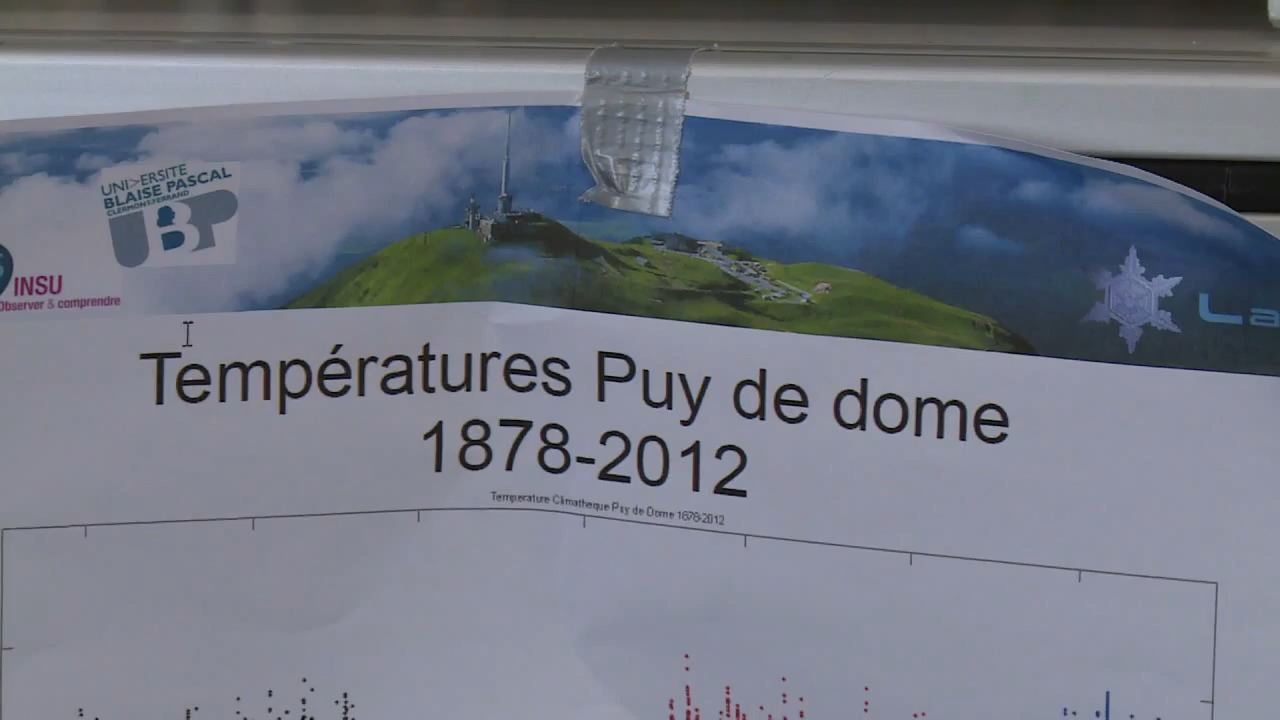 UNIVERSITE
BLAISE PASCAL
CLERMONT-FERRAND
UBP
INSU
Observer & comprendre
La
Températures Puy de dome
1878-2012
Temperature Climatheque Puy de Dome 1878-2012